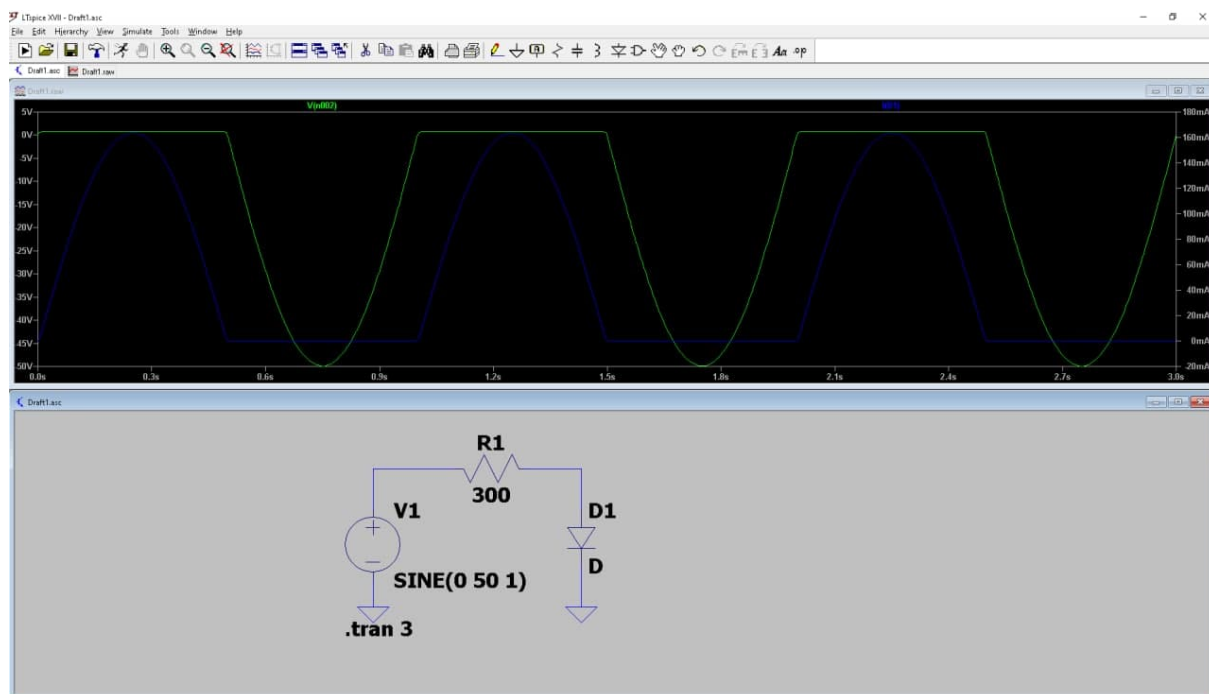 LTspice XVII - Draft1.asc
File Edit Hierarchy View Simulate Tools Window Help
Draft1.asc Draft1.raw
Draft1.raw
V(n002)
5V
0V
-5V
-10V
-15V
-20V
-25V
-30V
-35V
-40V
-45V
-50V
180mA
160mA
140mA
120mA
100mA
80mA
60mA
40mA
20mA
0mA
-20mA
0.0s 0.3s 0.6s 0.9s 1.2s 1.5s 1.8s 2.1s 2.4s 2.7s 3.0s
Draft1.asc
R1
300
V1
D1
D
SINE(0 50 1)
.tran 3